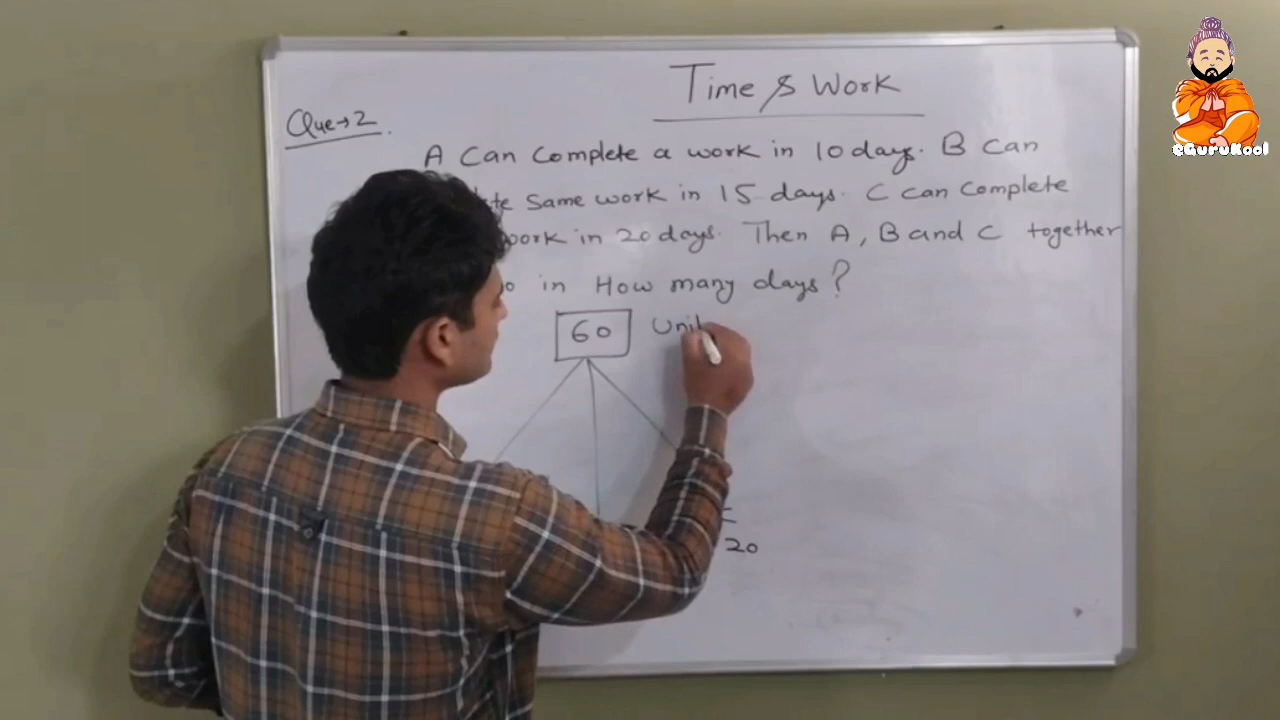 Time & Work
Que→2.
A Can Complete a work in 10 days. B Can
Same work in 15 days. C Can Complete
work in 20 days. Then A, B and C together
in How many days?
60
20
eGuruKool